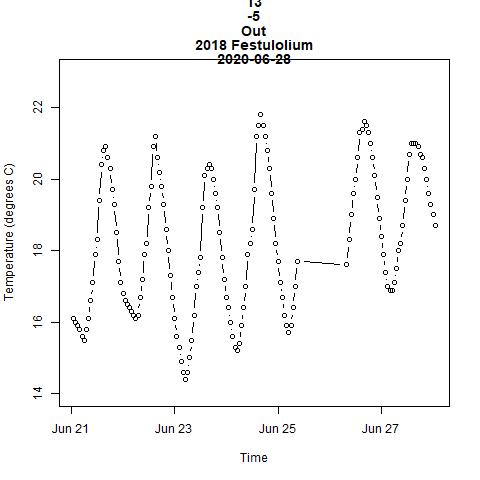 13
-5
Out
2018 Festulolium
2020-06-28
Temperature (degrees C)
22
20
18
16
14
Jun 21 Jun 23 Jun 25 Jun 27
Time